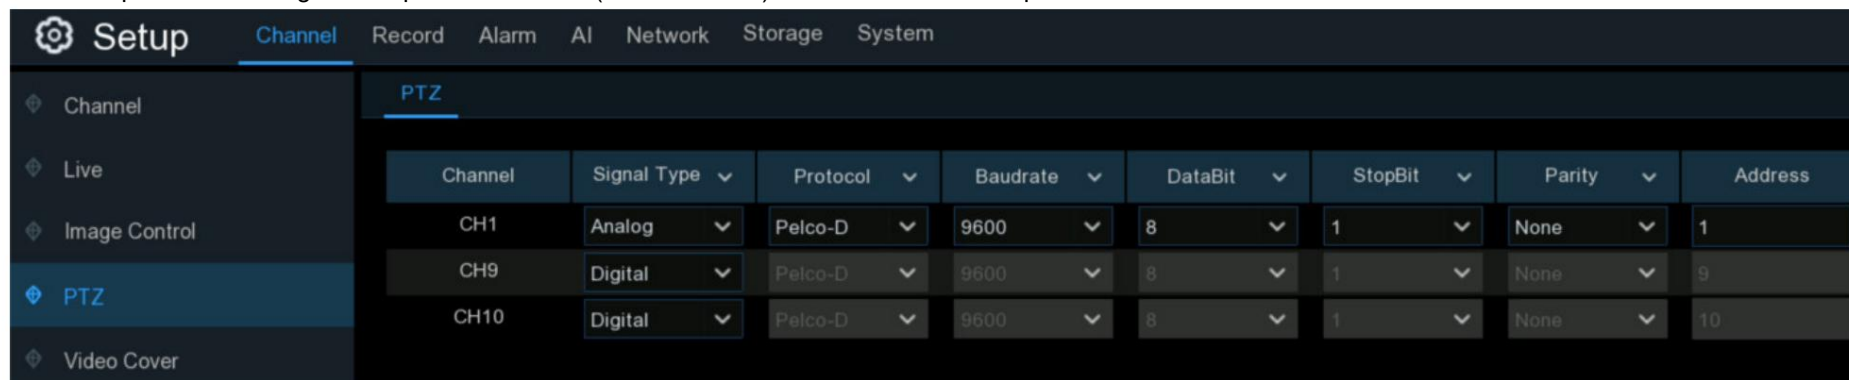 Setup Channel Record Alarm AI Network Storage System
Channel
Live
Image Control
PTZ
Video Cover
PTZ
Channel Signal Type Protocol Baudrate DataBit StopBit Parity Address
CH1 Analog Pelco-D 9600 8 1 None 1
CH9 Digital Pelco-D 9600 8 1 None 9
CH10 Digital Pelco-D 9600 8 1 None 10